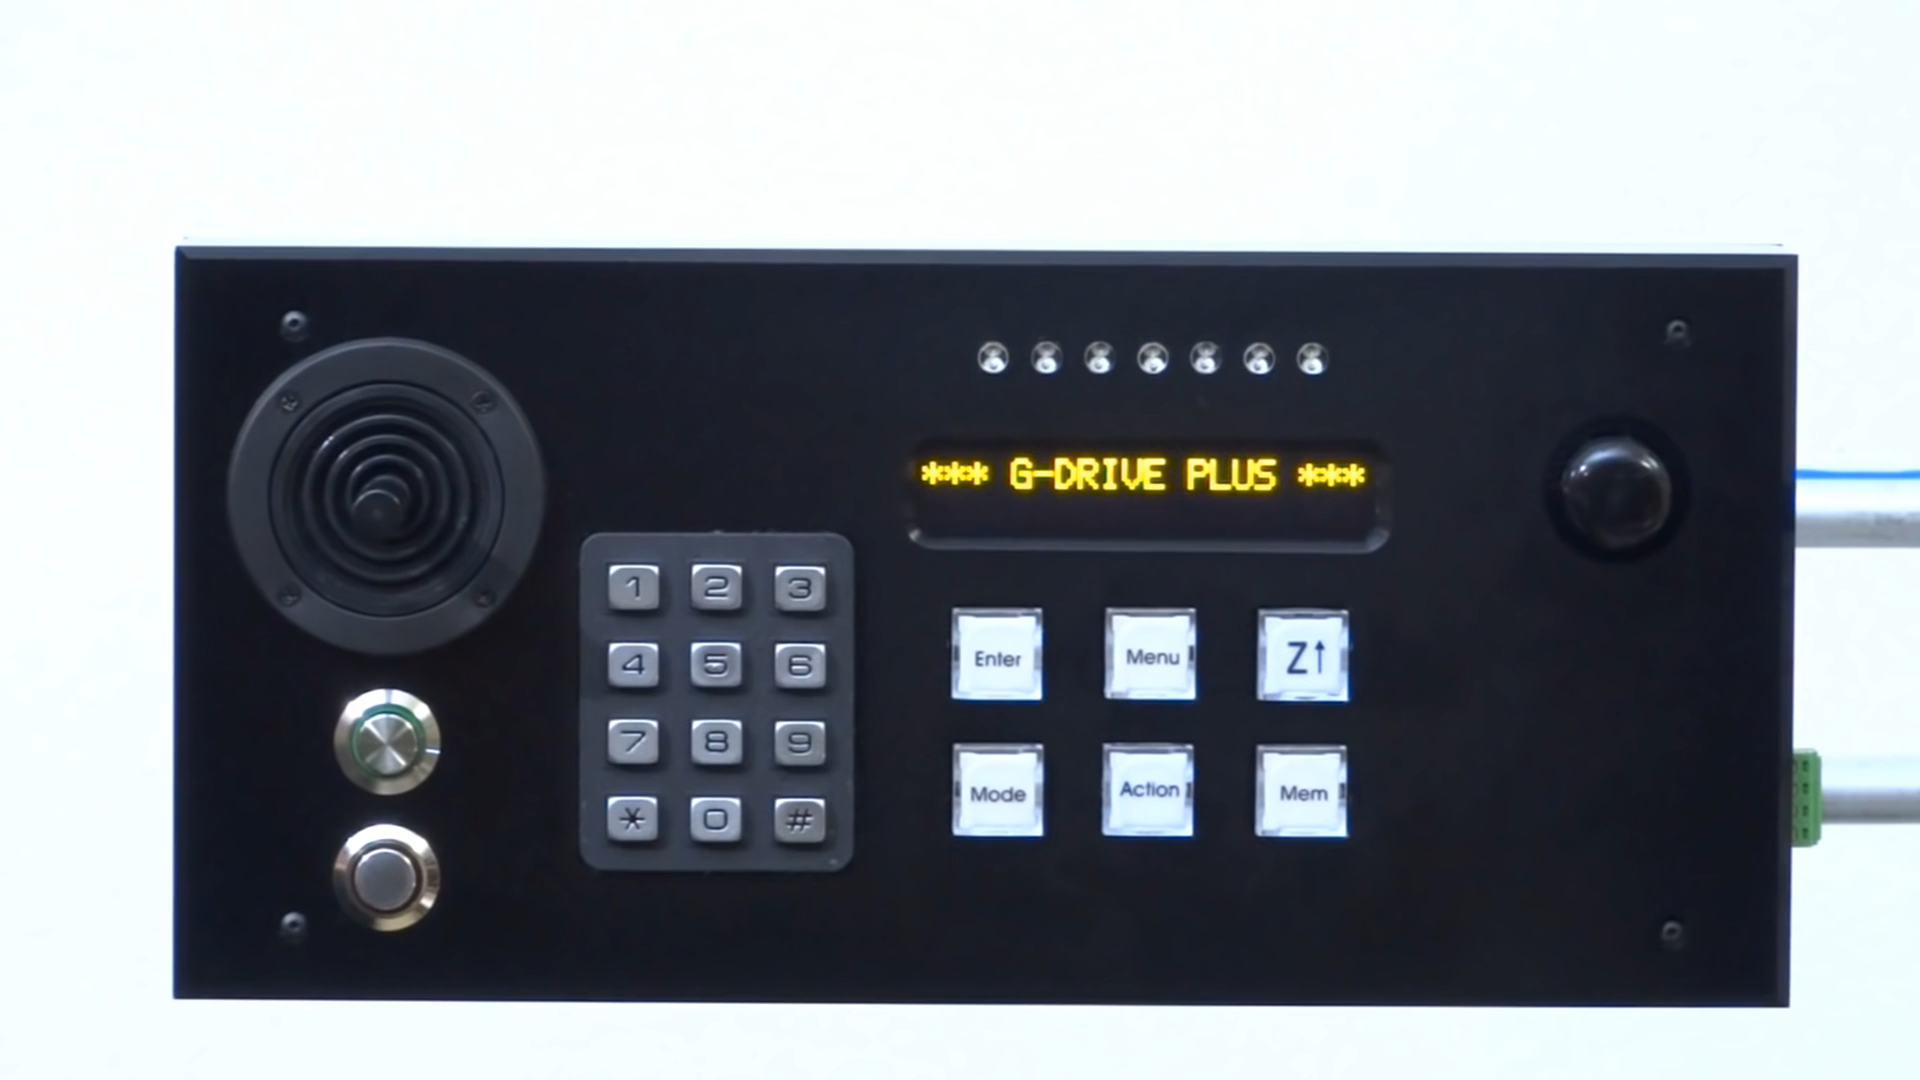 *** G-DRIVE PLUS ***
1 2 3
4 5 6
7 8 9
* 0 #
Enter Menu Z↑
Mode Action Mem